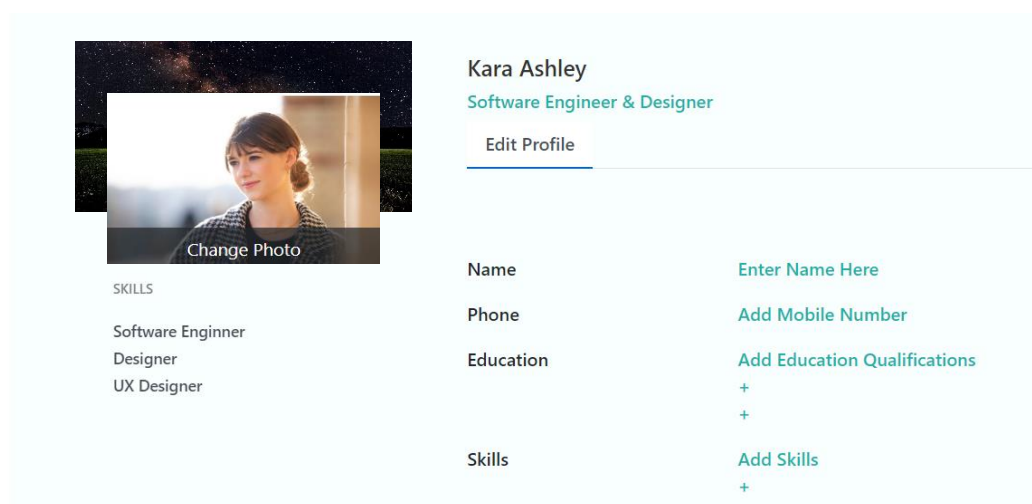 Kara Ashley
Software Engineer & Designer
Edit Profile
Change Photo
SKILLS
Software Enginner
Designer
UX Designer
Name Enter Name Here
Phone Add Mobile Number
Education Add Education Qualifications
+
+
Skills Add Skills
+